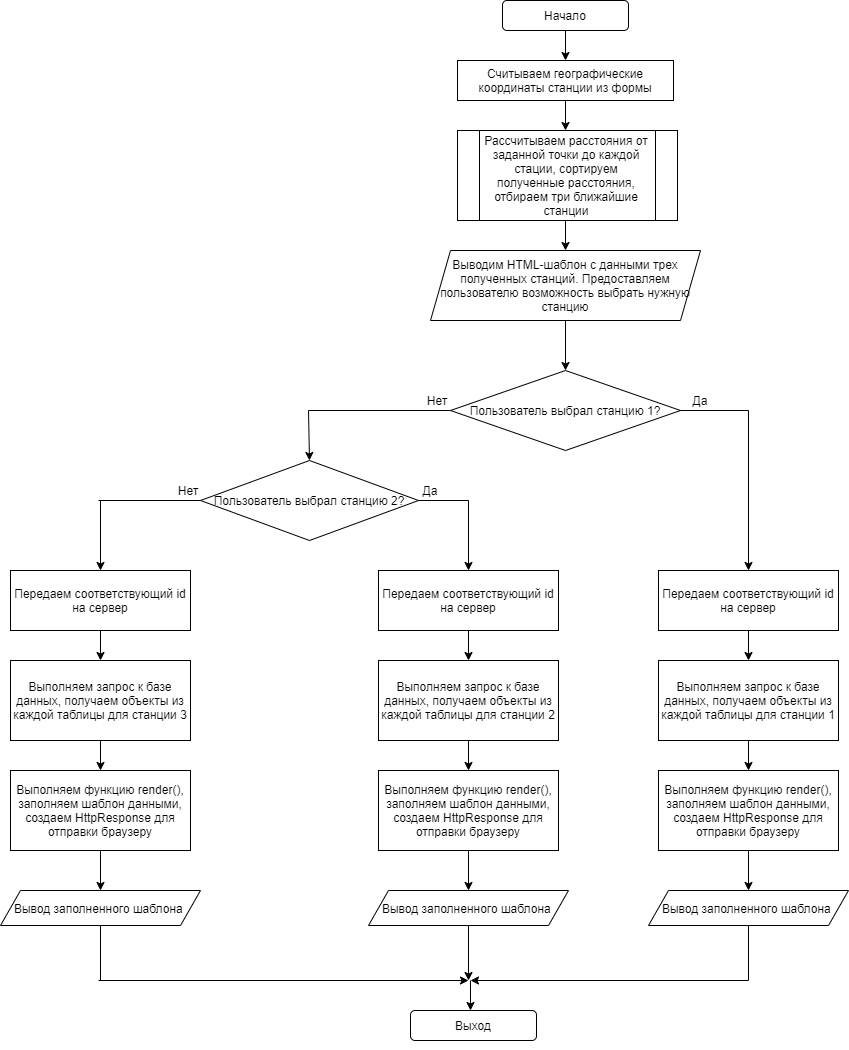 Начало
Считываем географические
координаты станции из формы
Рассчитываем расстояния от
заданной точки до каждой
стации, сортируем
полученные расстояния,
отбираем три ближайшие
станции
Выводим HTML-шаблон с данными трех
полученных станций. Предоставляем
пользователю возможность выбрать нужную
станцию
Нет
Пользователь выбрал станцию 1?
Да
Нет
Пользователь выбрал станцию 2?
Да
Передаем соответствующий id
на сервер
Передаем соответствующий id
на сервер
Передаем соответствующий id
на сервер
Выполняем запрос к базе
данных, получаем объекты из
каждой таблицы для станции 3
Выполняем запрос к базе
данных, получаем объекты из
каждой таблицы для станции 2
Выполняем запрос к базе
данных, получаем объекты из
каждой таблицы для станции 1
Выполняем функцию render(),
заполняем шаблон данными,
создаем HttpResponse для
отправки браузеру
Выполняем функцию render(),
заполняем шаблон данными,
создаем HttpResponse для
отправки браузеру
Выполняем функцию render(),
заполняем шаблон данными,
создаем HttpResponse для
отправки браузеру
Вывод заполненного шаблона
Вывод заполненного шаблона
Вывод заполненного шаблона
Выход